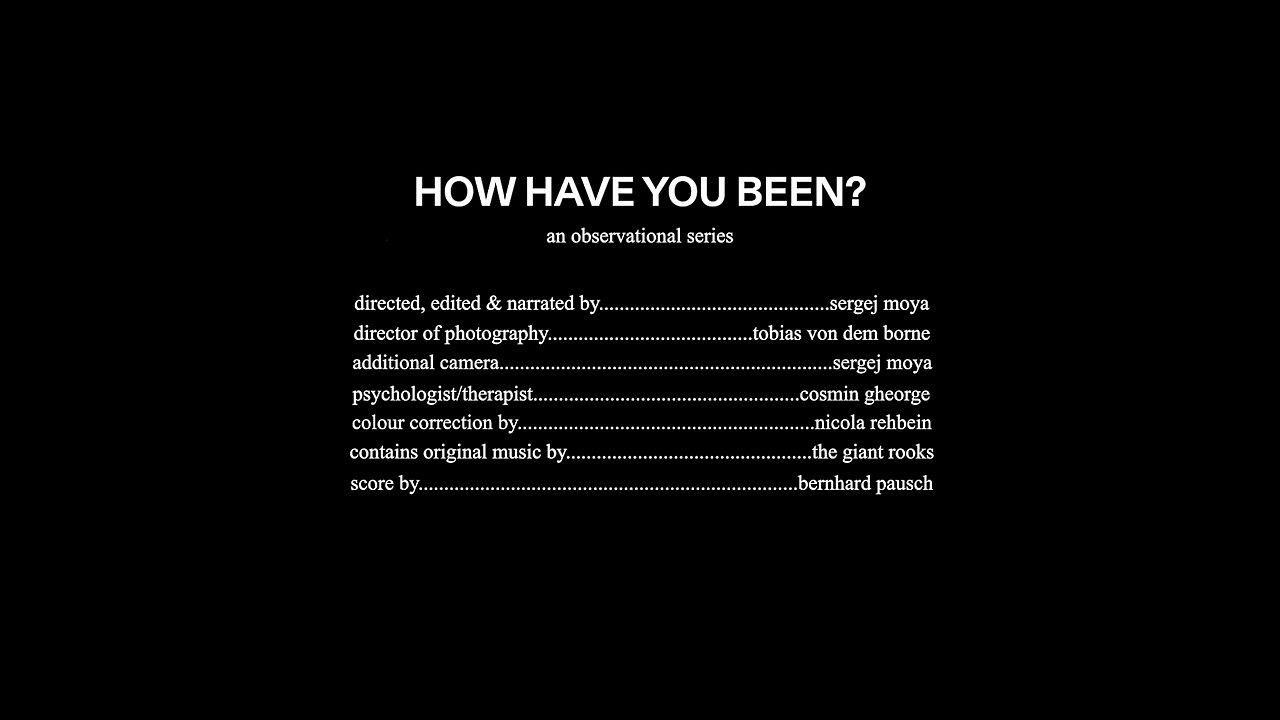 HOW HAVE YOU BEEN?
an observational series
directed, edited & narrated by.............................................sergej moya
director of photography........................................tobias von dem borne
additional camera.................................................................sergej moya
psychologist/therapist....................................................cosmin gheorge
colour correction by..........................................................nicola rehbein
contains original music by................................................the giant rooks
score by..........................................................................bernhard pausch